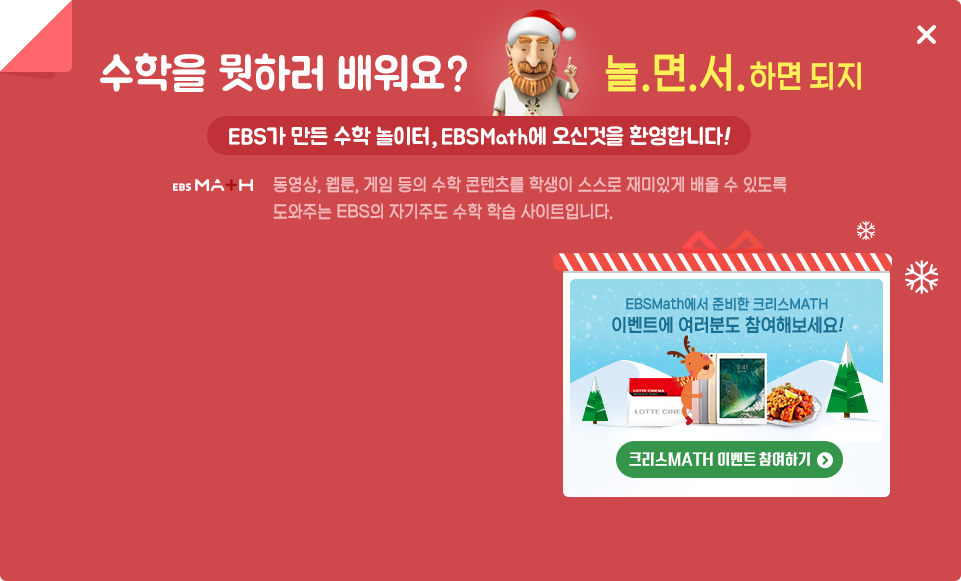 수학을 뭣하러 배워요?
놀.면.서. 하면 되지
EBS가 만든 수학 놀이터, EBSMath에 오신것을 환영합니다!
EBS MATH
동영상, 웹툰, 게임 등의 수학 콘텐츠를 학생이 스스로 재미있게 배울 수 있도록
도와주는 EBS의 자기주도 수학 학습 사이트입니다.
EBSMath에서 준비한 크리스MATH
이벤트에 여러분도 참여해보세요!
9:41
LOTTE CINEMA
LOTTE CINE
크리스MATH 이벤트 참여하기